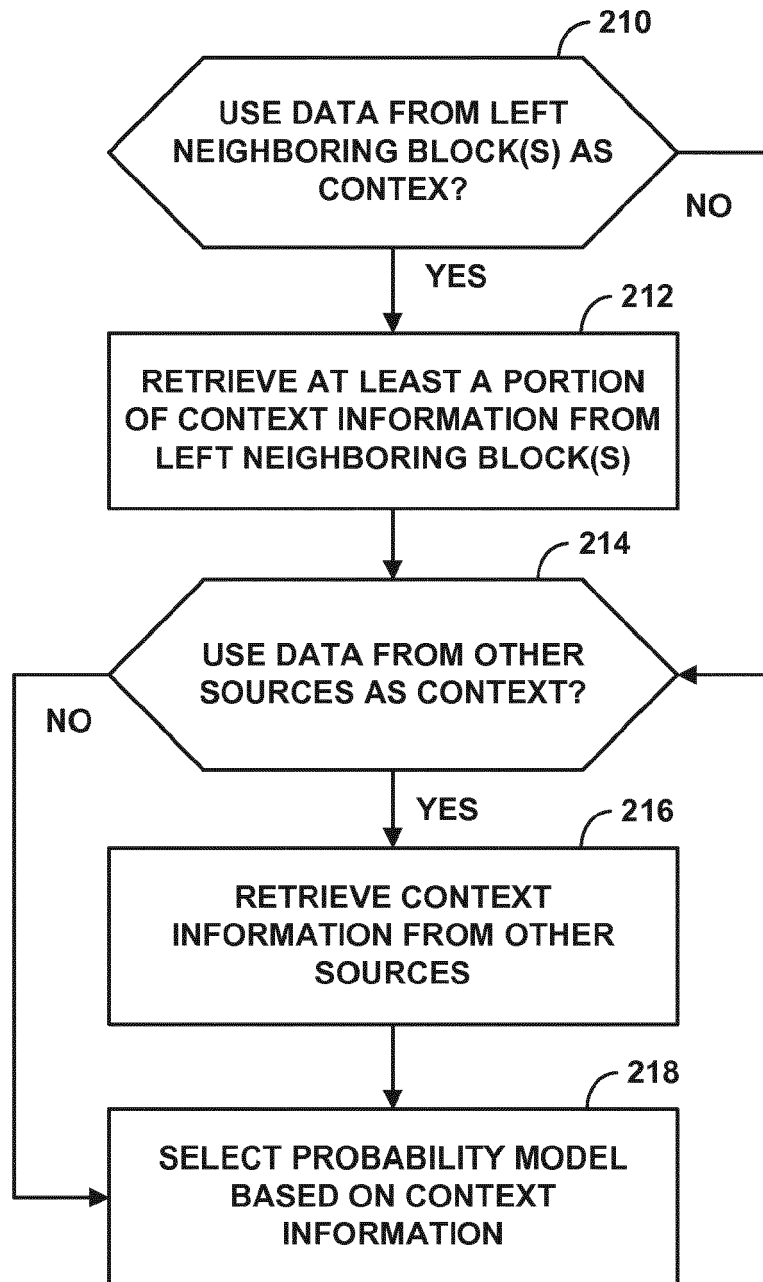 210
USE DATA FROM LEFT
NEIGHBORING BLOCK(S) AS
CONTEX?
NO
YES
212
RETRIEVE AT LEAST A PORTION
OF CONTEXT INFORMATION FROM
LEFT NEIGHBORING BLOCK(S)
214
USE DATA FROM OTHER
SOURCES AS CONTEXT?
NO
YES
216
RETRIEVE CONTEXT
INFORMATION FROM OTHER
SOURCES
218
SELECT PROBABILITY MODEL
BASED ON CONTEXT
INFORMATION